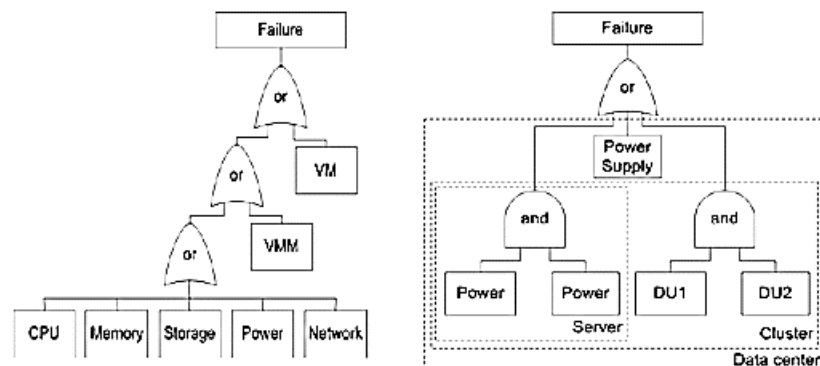 Failure
or
or
VM
or
VMM
CPU
Memory
Storage
Power
Network
Failure
or
Power
Supply
and
and
Power
Power
DU1
DU2
Server
Cluster
Data center